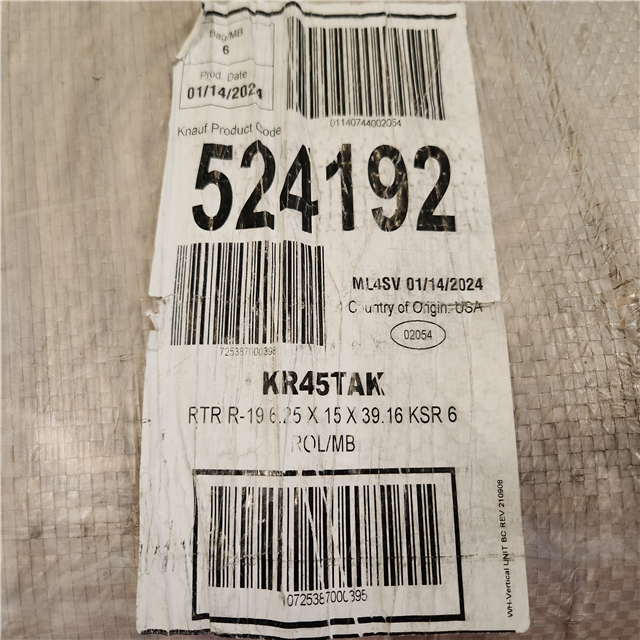 Bag/MB
6
Prod. Date
01/14/2024
01140744002054
Knauf Product Code
524192
ML4SV 01/14/2024
Country of Origin: USA
02054
725387000398
KR45TAK
RTR R-19 6.25 X 15 X 39.16 KSR 6
ROL/MB
WH-Vertical UNIT BC REV 210908